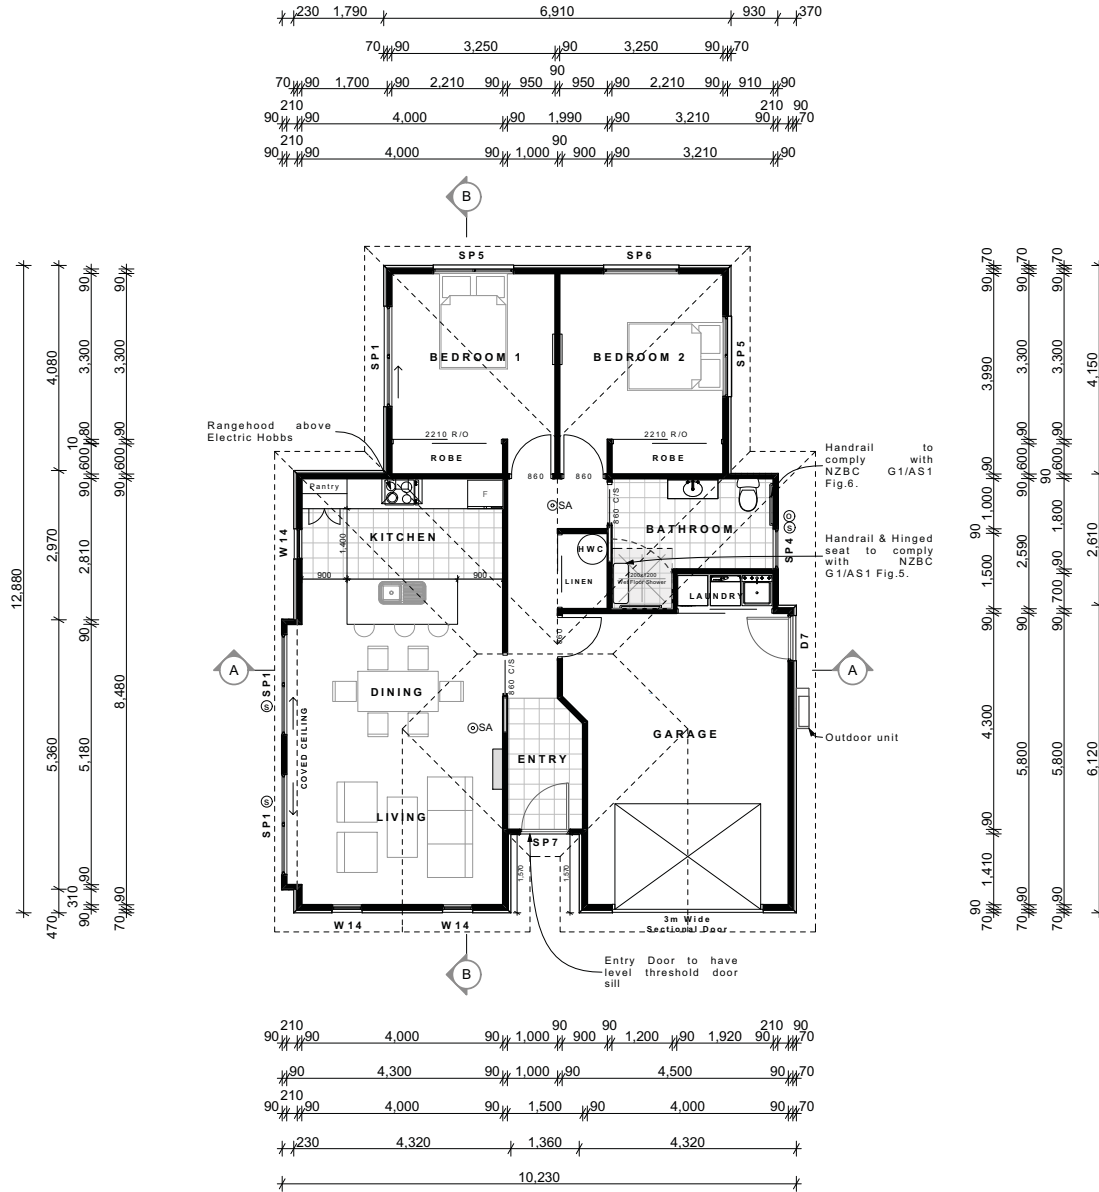 230 1,790 6,910 930 370
70 90 3,250 90 3,250 90 70
90
70 90 1,700 90 2,210 90 950 950 90 2,210 90 910 90
210 210 90
90 90 4,000 90 1,990 90 3,210 90 70
210 90
90 90 4,000 90 1,000 900 90 3,210 90
B
SP5 SP6
SP1
SP5
BEDROOM 1 BEDROOM 2
Rangehood above
Electric Hobbs
2210 R/O 2210 R/O
ROBE ROBE
860 860
Handrail to
comply with
NZBC G1/AS1
Fig.6.
Pantry
F
SA
860 C/S
W14
1,400
KITCHEN
BATHROOM
SP4
S
Handrail & Hinged
seat to comply
with NZBC
G1/AS1 Fig.5.
HWC
LINEN
900 900
1200x1200
Wet Floor Shower
LAUNDRY
860
D7
A A
SP1
S
860 C/S
DINING
COVED CEILING
SA
GARAGE
Outdoor unit
ENTRY
SP1
S
LIVING
SP7
1,570 1,570
W14 W14
3m Wide
Sectional Door
B
Entry Door to have
level threshold door
sill
12,880
4,080
2,970
5,360
470
90
3,300
10
80
600
90
2,810
90
5,180
90
310
90
90 70
3,300
90
600
90
8,480
90
70
90 70
3,990
90
1,000
90
1,500
90
4,300
90
1,410
90
70
90 70
3,300
90
600
90
2,590
90
5,800
90
70
90 70
3,300
90
600
90
90
1,800
90
700
90
5,800
90
70
4,150
2,610
6,120
210 90 90 210 90
90 90 4,000 90 1,000 900 1,200 90 1,920 90 70
90 4,300 90 1,000 90 4,500 90 70
210
90 90 4,000 90 1,500 90 4,000 90 70
230 4,320 1,360 4,320
10,230